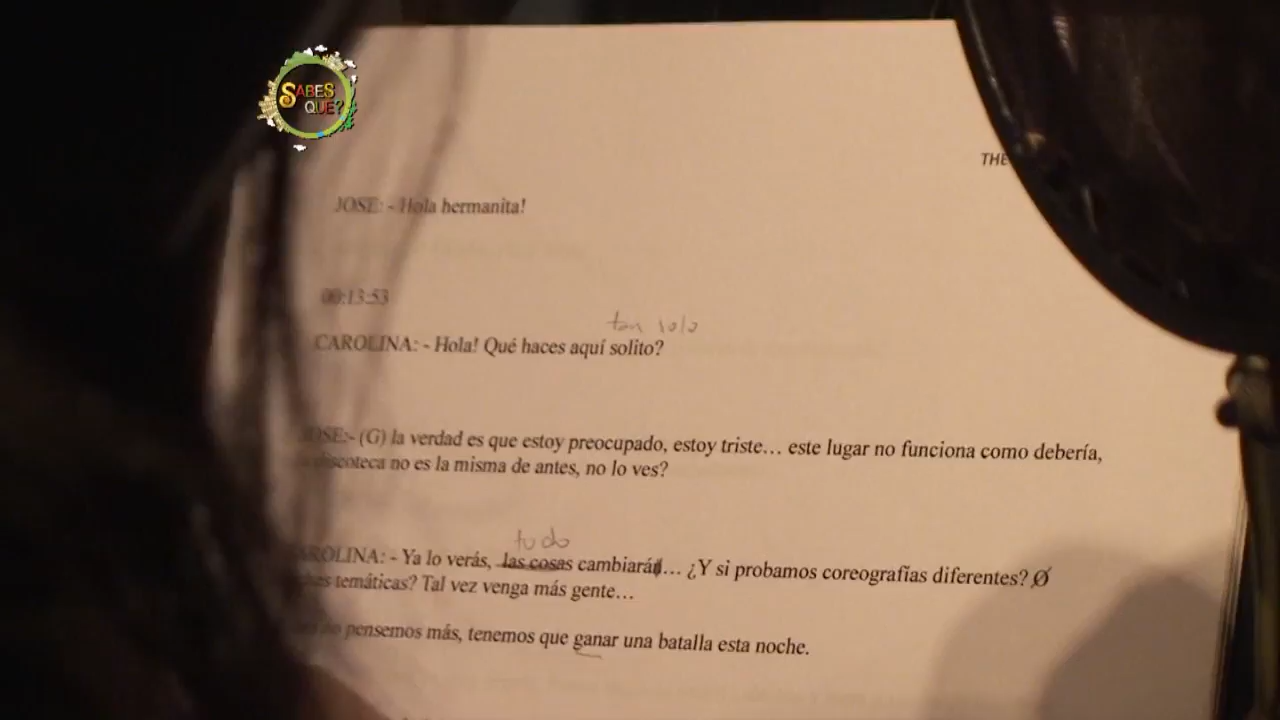 SABES
QUE?
THE
JOSE: - Hola hermanita!
00:13:53
tan solo
CAROLINA: - Hola! Qué haces aquí solito?
JOSE:- (G) la verdad es que estoy preocupado, estoy triste… este lugar no funciona como debería,
discoteca no es la misma de antes, no lo ves?
todo
CAROLINA: - Ya lo verás, las cosas cambiarán… ¿Y si probamos coreografías diferentes? Ø
temáticas? Tal vez venga más gente…
pensemos más, tenemos que ganar una batalla esta noche.